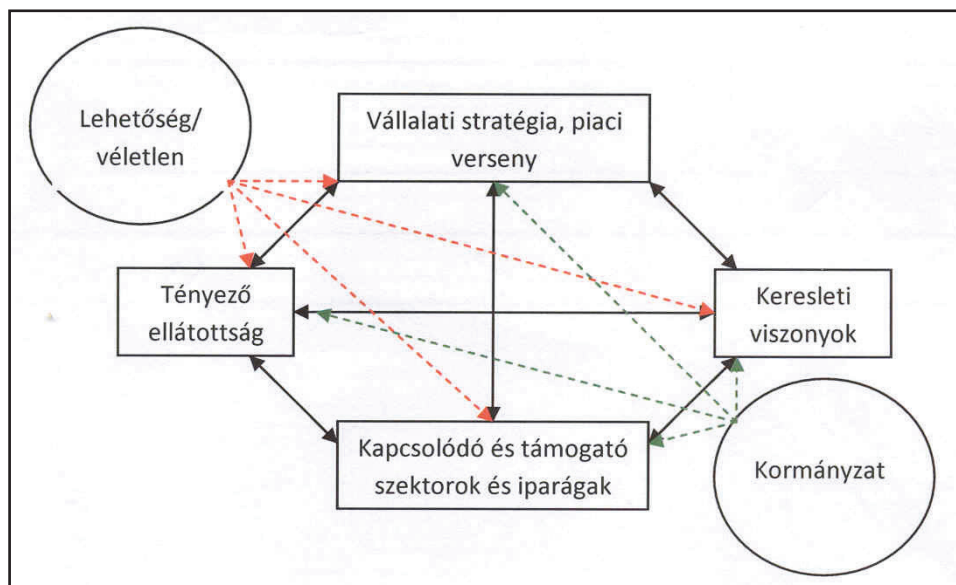 Lehetőség/
véletlen
Vállalati stratégia, piaci
verseny
Tényező
ellátottság
Keresleti
viszonyok
Kapcsolódó és támogató
szektorok és iparágak
Kormányzat